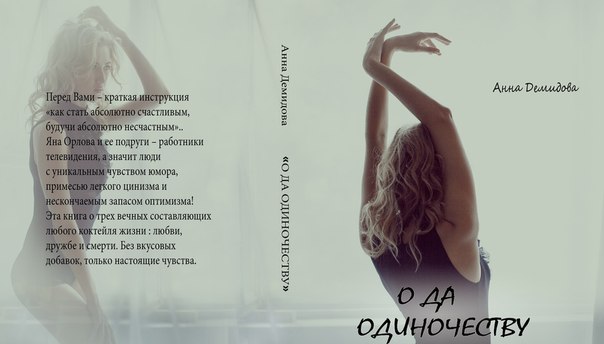 Перед Вами – краткая инструкция
«как стать абсолютно счастливым,
будучи абсолютно несчастным»..
Яна Орлова и ее подруги – работники
телевидения, а значит люди
с уникальным чувством юмора,
примесью легкого цинизма и
нескончаемым запасом оптимизма!
Эта книга о трех вечных составляющих
любого коктейля жизни : любви,
дружбе и смерти. Без вкусовых
добавок, только настоящие чувства.
Анна Демидова «О ДА ОДИНОЧЕСТВУ»
Анна Демидова
О ДА
ОДИНОЧЕСТВУ